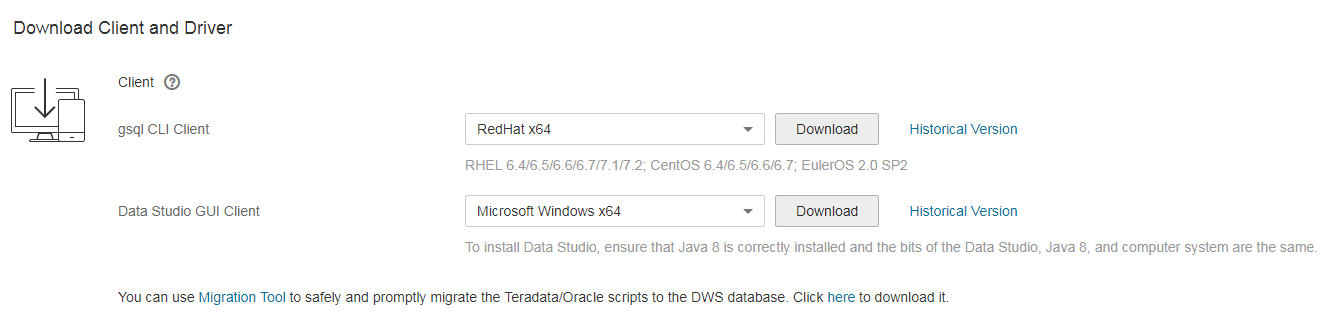 Download Client and Driver
Client ?
gsql CLI Client RedHat x64 Download Historical Version
RHEL 6.4/6.5/6.6/6.7/7.1/7.2; CentOS 6.4/6.5/6.6/6.7; EulerOS 2.0 SP2
Data Studio GUI Client Microsoft Windows x64 Download Historical Version
To install Data Studio, ensure that Java 8 is correctly installed and the bits of the Data Studio, Java 8, and computer system are the same.
You can use Migration Tool to safely and promptly migrate the Teradata/Oracle scripts to the DWS database. Click here to download it.